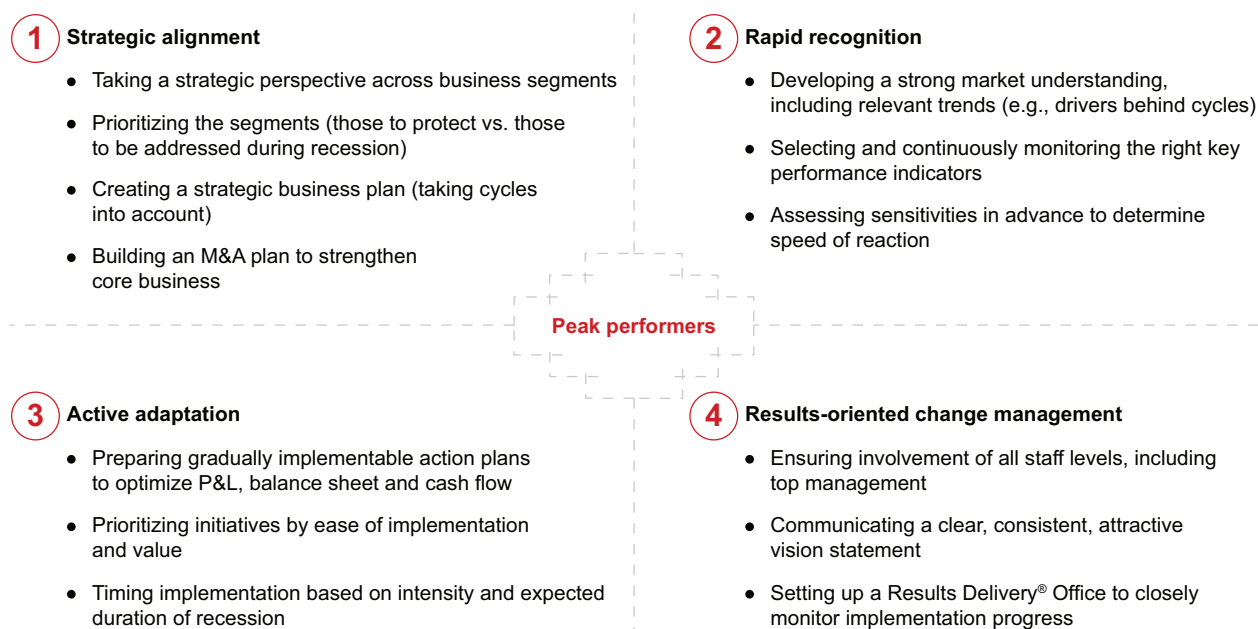 1 Strategic alignment
• Taking a strategic perspective across business segments
• Prioritizing the segments (those to protect vs. those
to be addressed during recession)
• Creating a strategic business plan (taking cycles
into account)
• Building an M&A plan to strengthen
core business
2 Rapid recognition
• Developing a strong market understanding,
including relevant trends (e.g., drivers behind cycles)
• Selecting and continuously monitoring the right key
performance indicators
• Assessing sensitivities in advance to determine
speed of reaction
Peak performers
3 Active adaptation
• Preparing gradually implementable action plans
to optimize P&L, balance sheet and cash flow
• Prioritizing initiatives by ease of implementation
and value
• Timing implementation based on intensity and expected
duration of recession
4 Results-oriented change management
• Ensuring involvement of all staff levels, including
top management
• Communicating a clear, consistent, attractive
vision statement
• Setting up a Results Delivery® Office to closely
monitor implementation progress